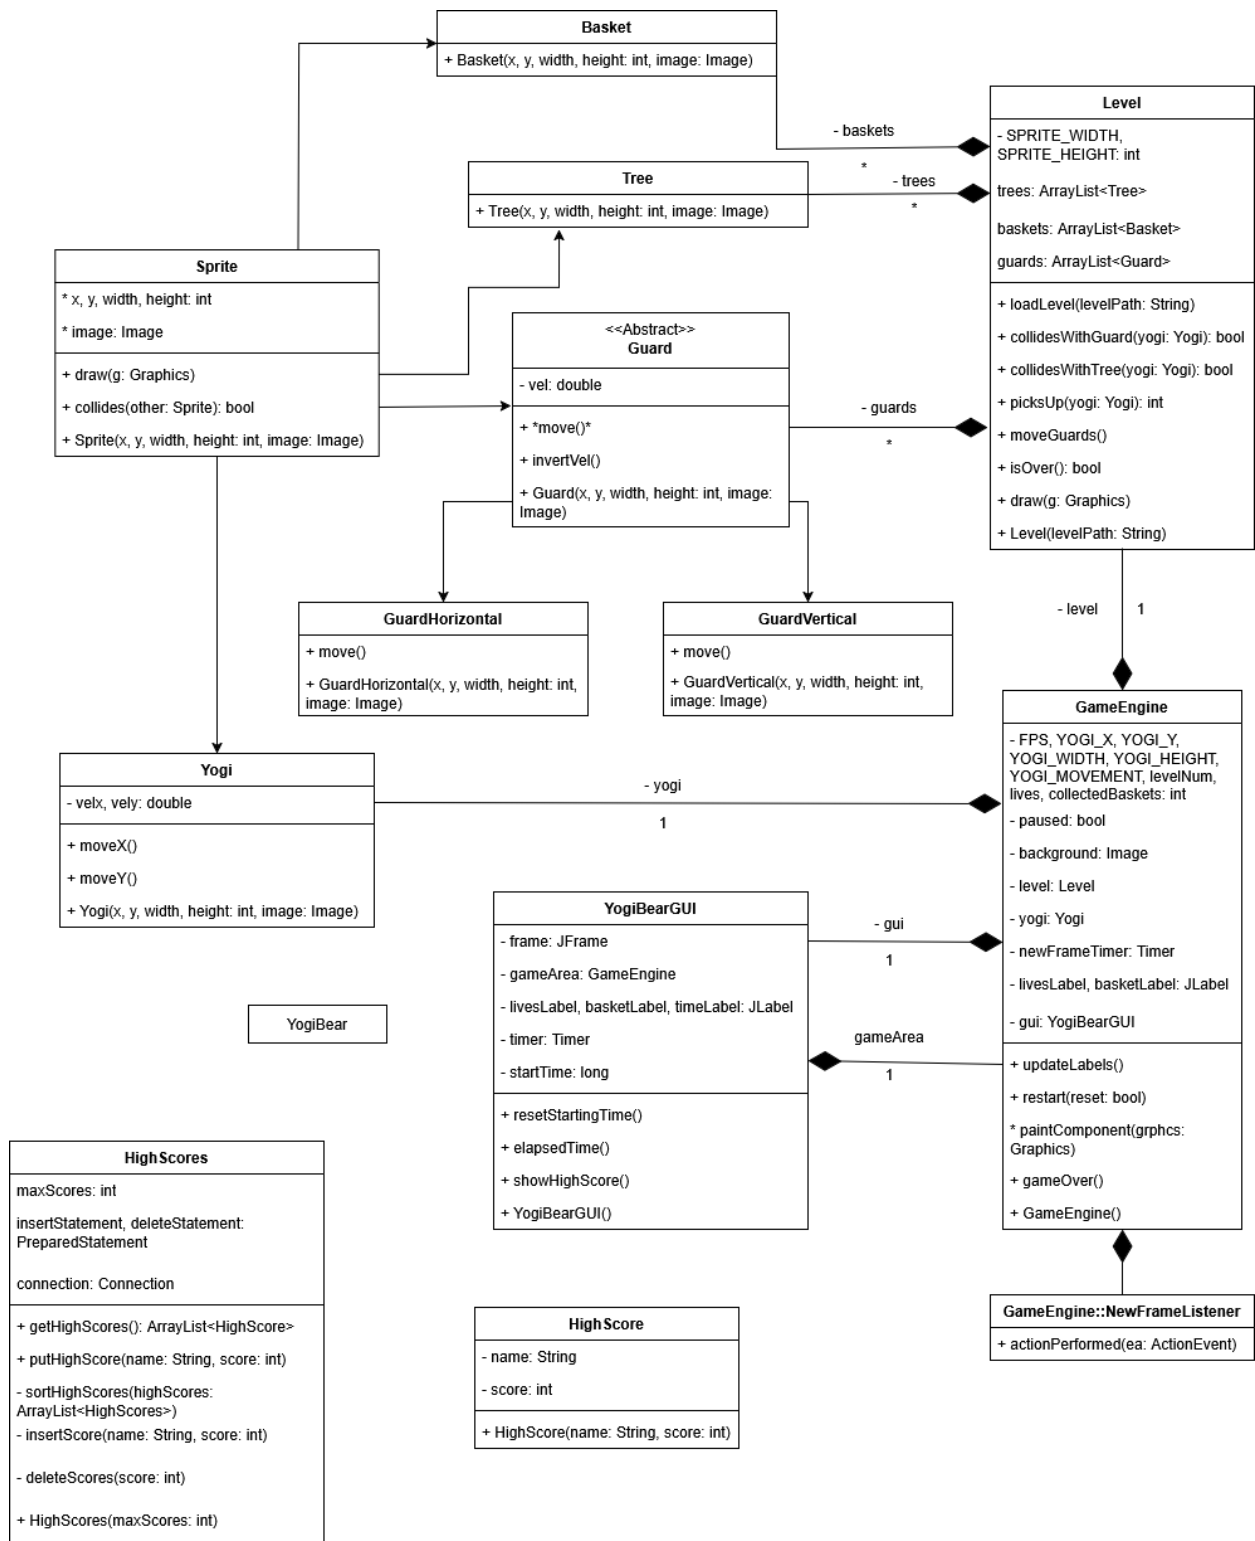 Basket
+ Basket(x, y, width, height: int, image: Image)
Level
- SPRITE_WIDTH,
SPRITE_HEIGHT: int
trees: ArrayList<Tree>
baskets: ArrayList<Basket>
guards: ArrayList<Guard>
+ loadLevel(levelPath: String)
+ collidesWithGuard(yogi: Yogi): bool
+ collidesWithTree(yogi: Yogi): bool
+ picksUp(yogi: Yogi): int
+ moveGuards()
+ isOver(): bool
+ draw(g: Graphics)
+ Level(levelPath: String)
- baskets
*
Tree
+ Tree(x, y, width, height: int, image: Image)
- trees
*
Sprite
* x, y, width, height: int
* image: Image
+ draw(g: Graphics)
+ collides(other: Sprite): bool
+ Sprite(x, y, width, height: int, image: Image)
<<Abstract>>
Guard
- vel: double
+ *move()*
+ invertVel()
+ Guard(x, y, width, height: int, image:
Image)
- guards
*
GuardHorizontal
+ move()
+ GuardHorizontal(x, y, width, height: int,
image: Image)
GuardVertical
+ move()
+ GuardVertical(x, y, width, height: int,
image: Image)
- level
1
GameEngine
- FPS, YOGI_X, YOGI_Y,
YOGI_WIDTH, YOGI_HEIGHT,
YOGI_MOVEMENT, levelNum,
lives, collectedBaskets: int
- paused: bool
- background: Image
- level: Level
- yogi: Yogi
- newFrameTimer: Timer
- livesLabel, basketLabel: JLabel
- gui: YogiBearGUI
+ updateLabels()
+ restart(reset: bool)
* paintComponent(grphcs:
Graphics)
+ gameOver()
+ GameEngine()
Yogi
- velx, vely: double
+ moveX()
+ moveY()
+ Yogi(x, y, width, height: int, image: Image)
- yogi
1
YogiBearGUI
- frame: JFrame
- gameArea: GameEngine
- livesLabel, basketLabel, timeLabel: JLabel
- timer: Timer
- startTime: long
+ resetStartingTime()
+ elapsedTime()
+ showHighScore()
+ YogiBearGUI()
- gui
1
gameArea
1
YogiBear
HighScores
maxScores: int
insertStatement, deleteStatement:
PreparedStatement
connection: Connection
+ getHighScores(): ArrayList<HighScore>
+ putHighScore(name: String, score: int)
- sortHighScores(highScores:
ArrayList<HighScores>)
- insertScore(name: String, score: int)
- deleteScores(score: int)
+ HighScores(maxScores: int)
HighScore
- name: String
- score: int
+ HighScore(name: String, score: int)
GameEngine::NewFrameListener
+ actionPerformed(ea: ActionEvent)